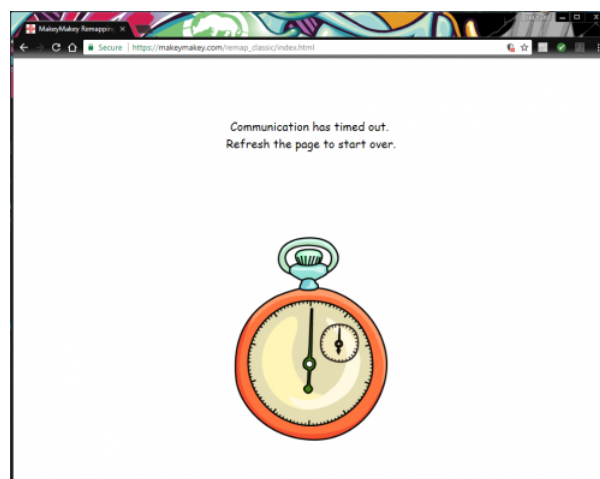 MakeyMakey Remappin
Secure https://makeymakey.com/remap_classic/index.html
Communication has timed out.
Refresh the page to start over.